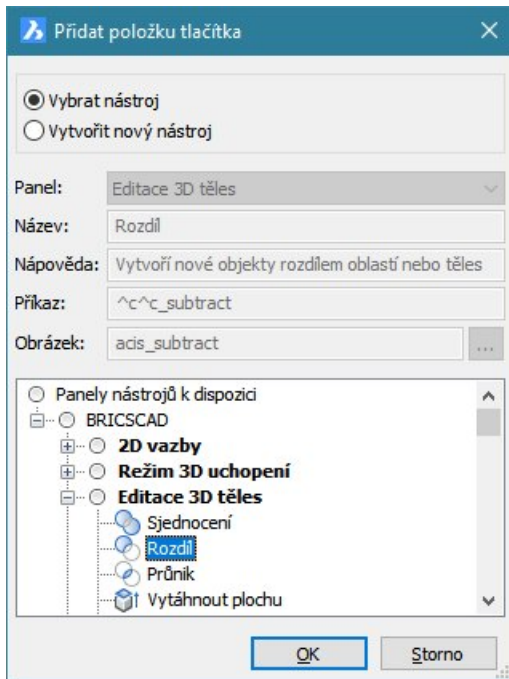 Přidat položku tlačítka
Vybrat nástroj
Vytvořit nový nástroj
Panel: Editace 3D těles
Název: Rozdíl
Nápověda: Vytvoří nové objekty rozdílem oblastí nebo těles
Příkaz: ^c^c_subtract
Obrázek: acis_subtract ...
Panely nástrojů k dispozici
BRICSCAD
2D vazby
Režim 3D uchopení
Editace 3D těles
Sjednocení
Rozdíl
Průnik
Vytáhnout plochu
OK Storno